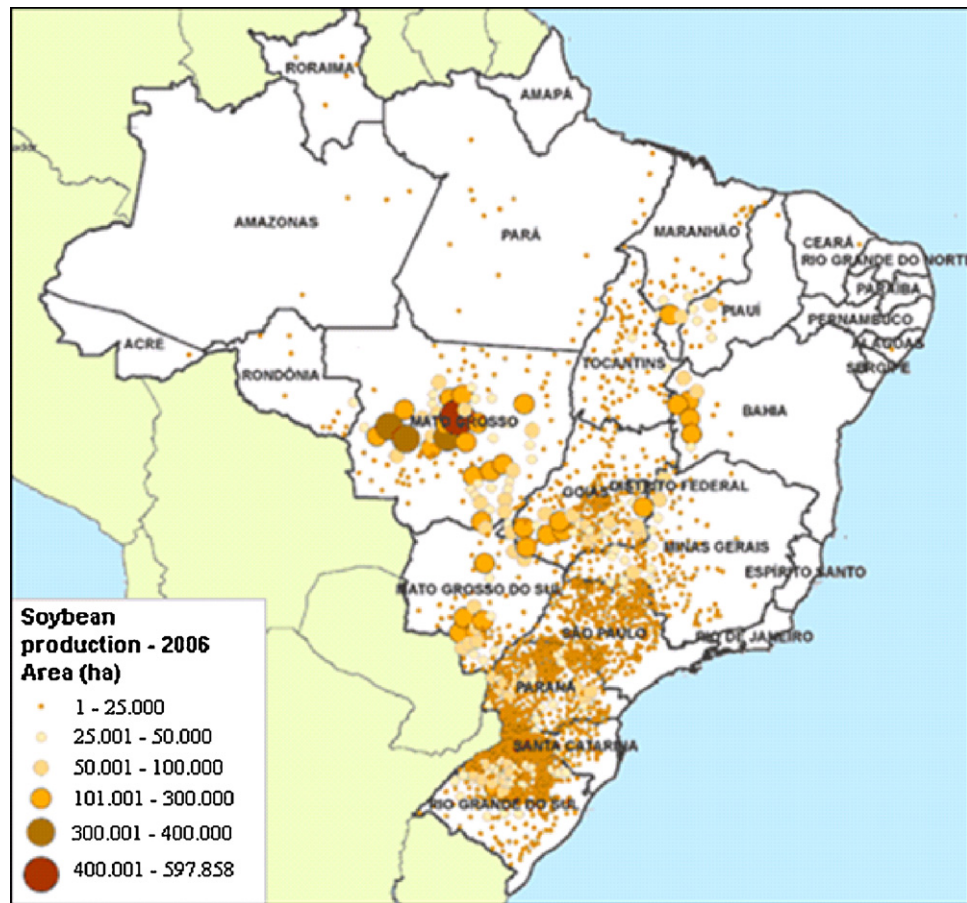 RORAIMA
AMAPÁ
ador
AMAZONAS
PARÁ
MARANHÃO
CEARÁ
RIO GRANDE DO NORTE
PARAÍBA
PIAUÍ
PERNAMBUCO
ACRE
ALAGOAS
RONDÔNIA
TOCANTINS
SERGIPE
MATO GROSSO
BAHIA
GOIÁS
DISTRITO FEDERAL
MINAS GERAIS
ESPÍRITO SANTO
MATO GROSSO DO SUL
SÃO PAULO
RIO DE JANEIRO
PARANÁ
SANTA CATARINA
RIO GRANDE DO SUL
Soybean
production - 2006
Area (ha)
1 - 25.000
25.001 - 50.000
50.001 - 100.000
101.001 - 300.000
300.001 - 400.000
400.001 - 597.858